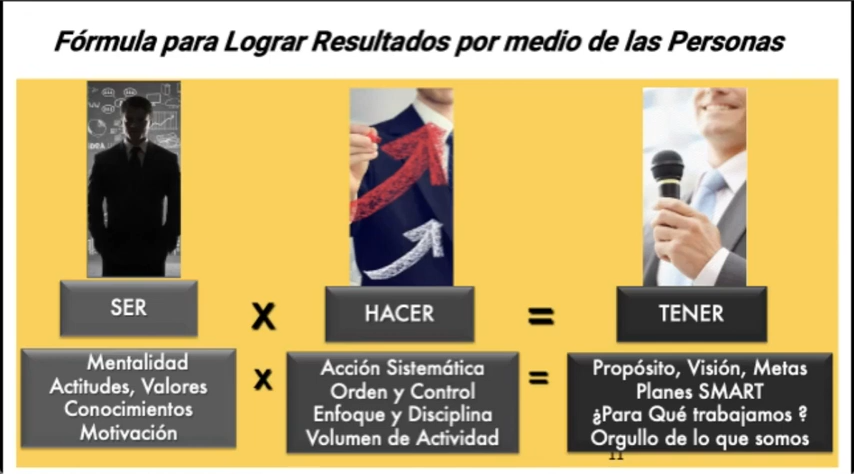 Fórmula para Lograr Resultados por medio de las Personas
SER
X
HACER
=
TENER
Mentalidad
Actitudes, Valores
Conocimientos
Motivación
x
Acción Sistemática
Orden y Control
Enfoque y Disciplina
Volumen de Actividad
=
Propósito, Visión, Metas
Planes SMART
¿Para Qué trabajamos ?
Orgullo de lo que somos
11